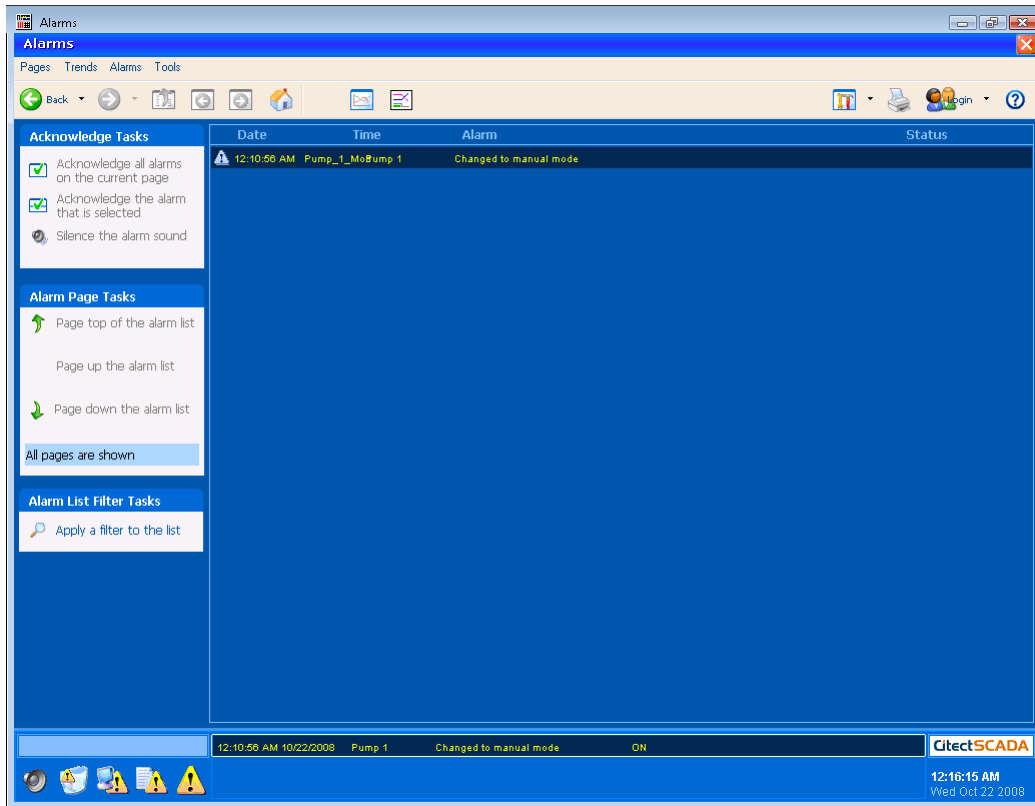 Alarms
Alarms
Pages Trends Alarms Tools
Back Login
Acknowledge Tasks
Acknowledge all alarms
on the current page
Acknowledge the alarm
that is selected
Silence the alarm sound
Alarm Page Tasks
Page top of the alarm list
Page up the alarm list
Page down the alarm list
All pages are shown
Alarm List Filter Tasks
Apply a filter to the list
Date Time Alarm Status
12:10:56 AM Pump_1_Mo Pump 1 Changed to manual mode
12:10:56 AM 10/22/2008 Pump 1 Changed to manual mode ON
CitectSCADA
12:16:15 AM
Wed Oct 22 2008